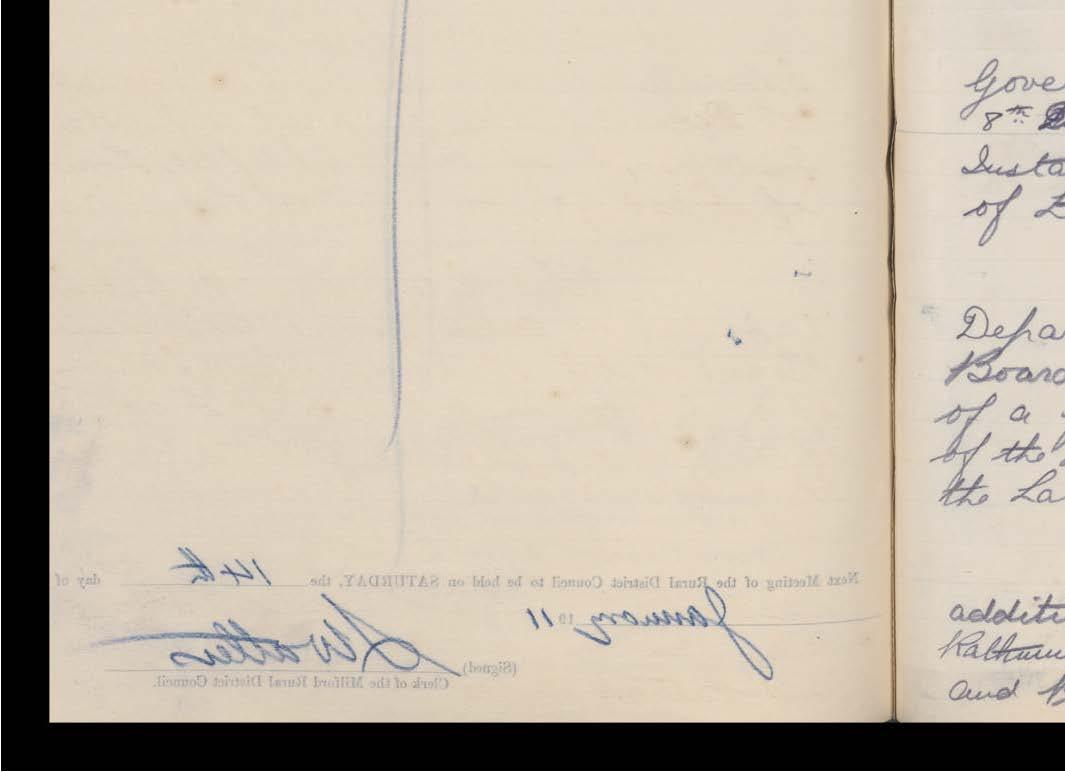 Next Meeting of the Rural District Council to be held on SATURDAY, the 14th day of
January 1911
(Signed)
Clerk of the Milford Rural District Council.
Gove
8th
Insta
of
Depa
Board
of a
of the
the La
additi
and